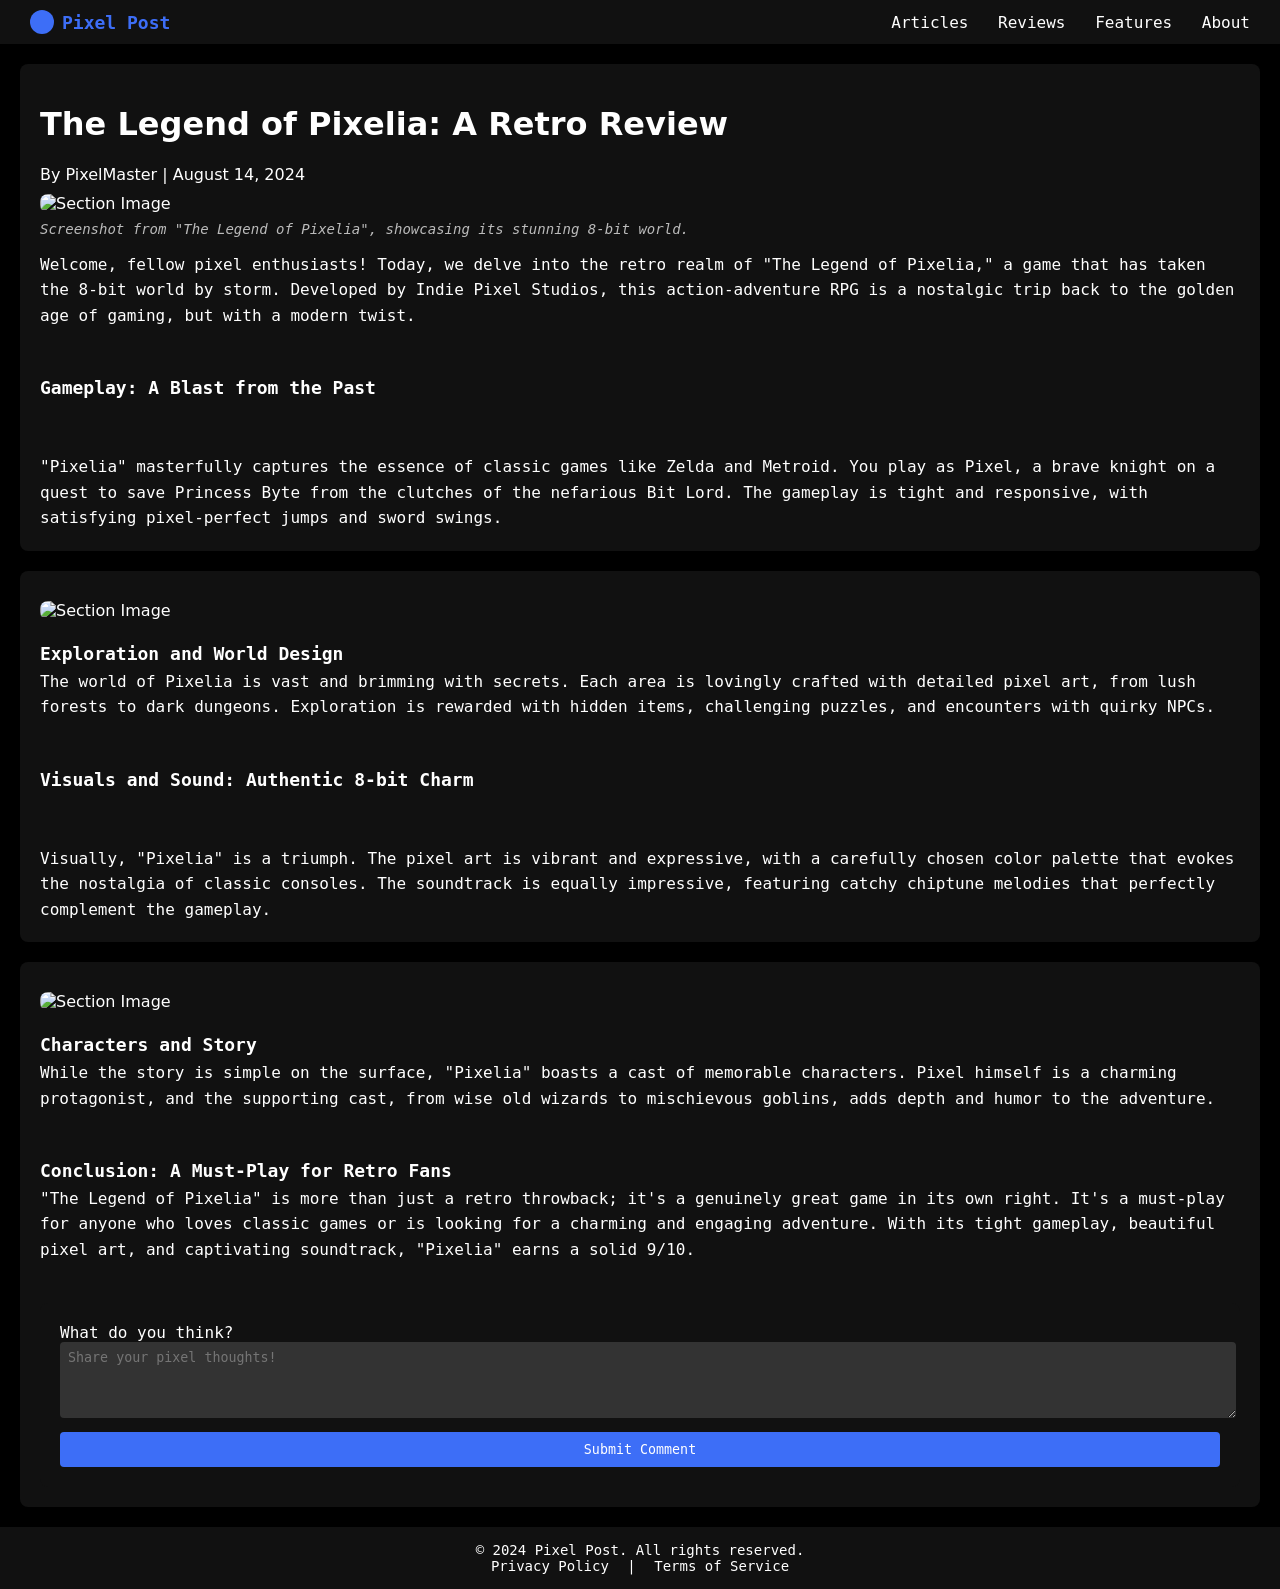 Pixel Post
Articles Reviews Features About
The Legend of Pixelia: A Retro Review
By PixelMaster | August 14, 2024
Section Image
Screenshot from "The Legend of Pixelia", showcasing its stunning 8-bit world.
Welcome, fellow pixel enthusiasts! Today, we delve into the retro realm of "The Legend of Pixelia," a game that has taken
the 8-bit world by storm. Developed by Indie Pixel Studios, this action-adventure RPG is a nostalgic trip back to the golden
age of gaming, but with a modern twist.
Gameplay: A Blast from the Past
"Pixelia" masterfully captures the essence of classic games like Zelda and Metroid. You play as Pixel, a brave knight on a
quest to save Princess Byte from the clutches of the nefarious Bit Lord. The gameplay is tight and responsive, with
satisfying pixel-perfect jumps and sword swings.
Section Image
Exploration and World Design
The world of Pixelia is vast and brimming with secrets. Each area is lovingly crafted with detailed pixel art, from lush
forests to dark dungeons. Exploration is rewarded with hidden items, challenging puzzles, and encounters with quirky NPCs.
Visuals and Sound: Authentic 8-bit Charm
Visually, "Pixelia" is a triumph. The pixel art is vibrant and expressive, with a carefully chosen color palette that evokes
the nostalgia of classic consoles. The soundtrack is equally impressive, featuring catchy chiptune melodies that perfectly
complement the gameplay.
Section Image
Characters and Story
While the story is simple on the surface, "Pixelia" boasts a cast of memorable characters. Pixel himself is a charming
protagonist, and the supporting cast, from wise old wizards to mischievous goblins, adds depth and humor to the adventure.
Conclusion: A Must-Play for Retro Fans
"The Legend of Pixelia" is more than just a retro throwback; it's a genuinely great game in its own right. It's a must-play
for anyone who loves classic games or is looking for a charming and engaging adventure. With its tight gameplay, beautiful
pixel art, and captivating soundtrack, "Pixelia" earns a solid 9/10.
What do you think?
Share your pixel thoughts!
Submit Comment
© 2024 Pixel Post. All rights reserved.
Privacy Policy | Terms of Service